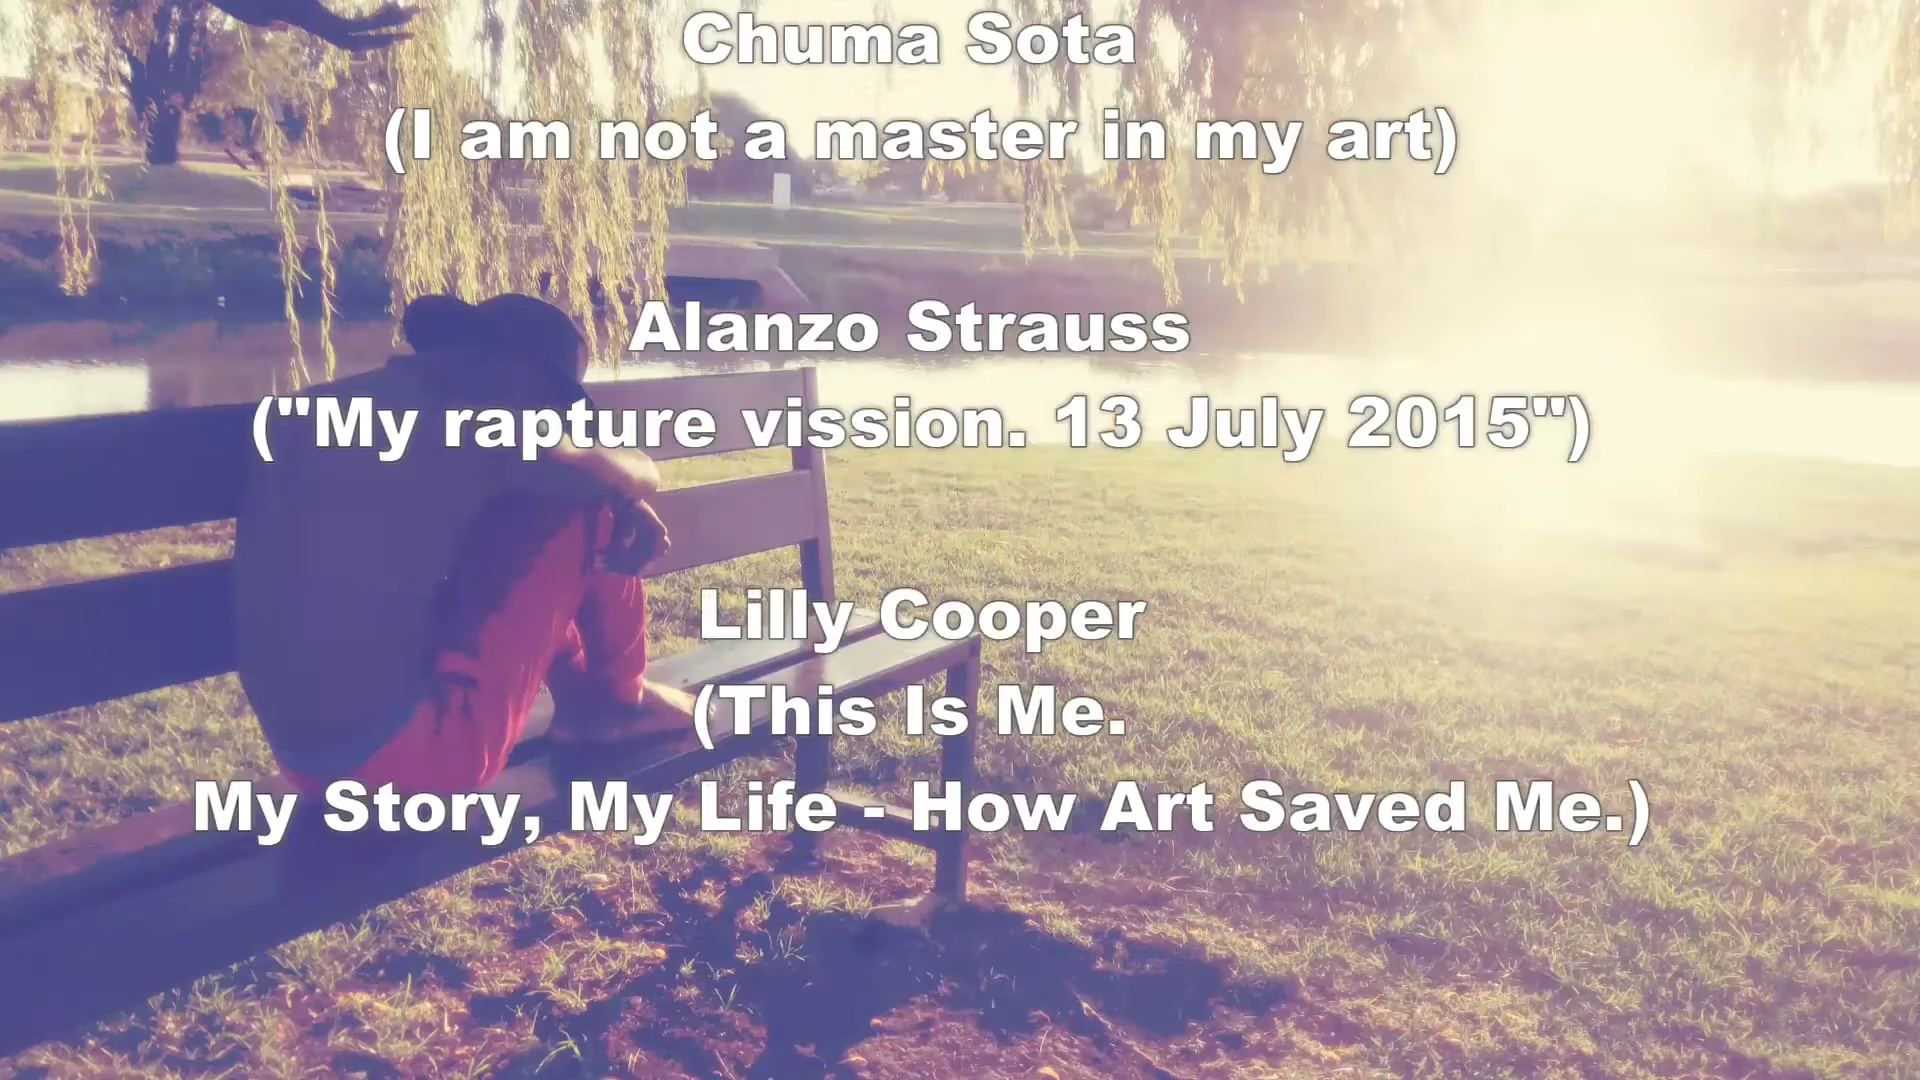 Chuma Sota
(I am not a master in my art)
Alanzo Strauss
("My rapture vission. 13 July 2015")
Lilly Cooper
(This Is Me.
My Story, My Life - How Art Saved Me.)